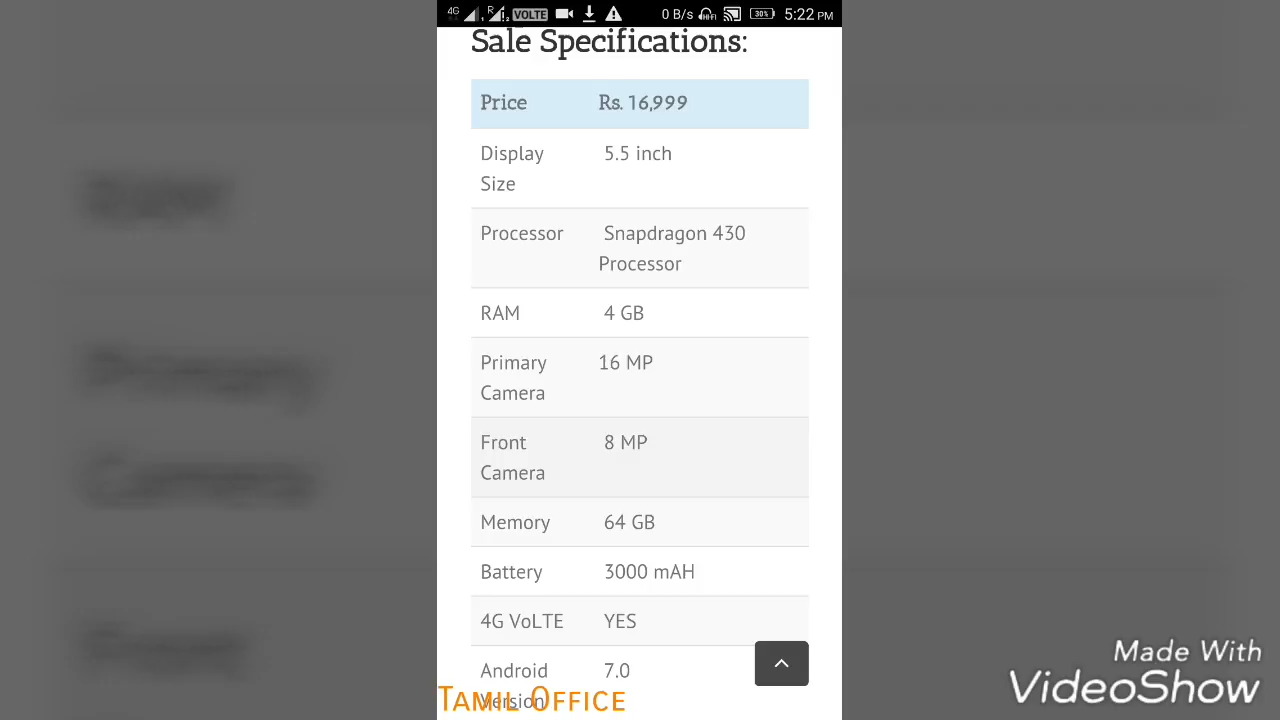 4G R VOLTE 0 B/s 30% 5:22 PM
Sale Specifications:
Price Rs. 16,999
Display 5.5 inch
Size
Processor Snapdragon 430
Processor
RAM 4 GB
Primary 16 MP
Camera
Front 8 MP
Camera
Memory 64 GB
Battery 3000 mAH
4G VoLTE YES
Android 7.0
Version
TAMIL OFFICE
Made With
VideoShow
Primary
Camera